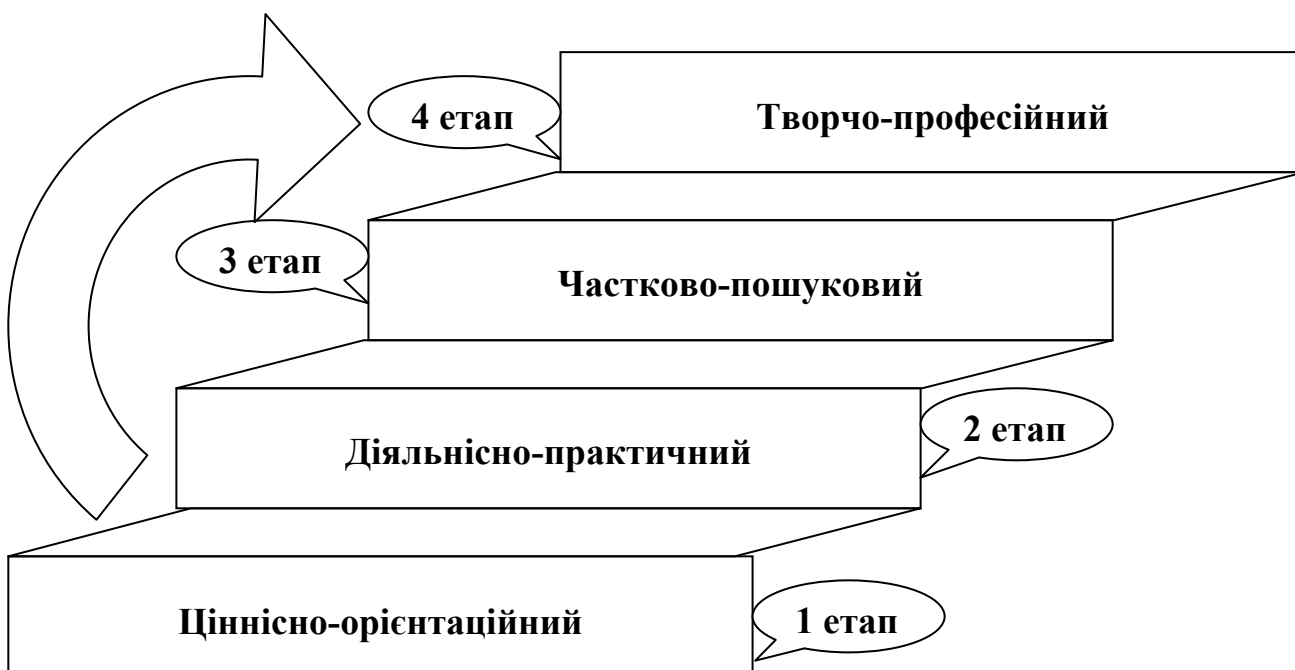 4 етап
Творчо-професійний
3 етап
Частково-пошуковий
Діяльнісно-практичний
2 етап
Ціннісно-орієнтаційний
1 етап